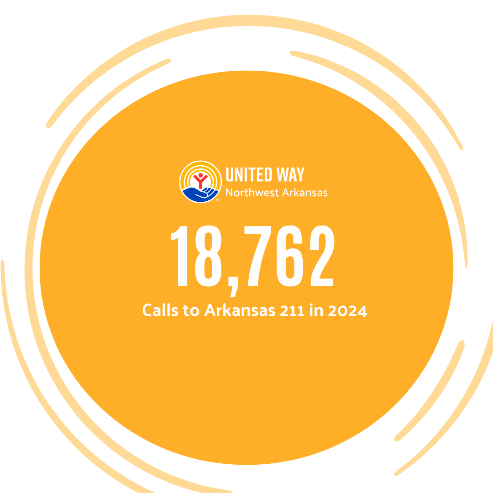 UNITED WAY
Northwest Arkansas
18,762
Calls to Arkansas 211 in 2024